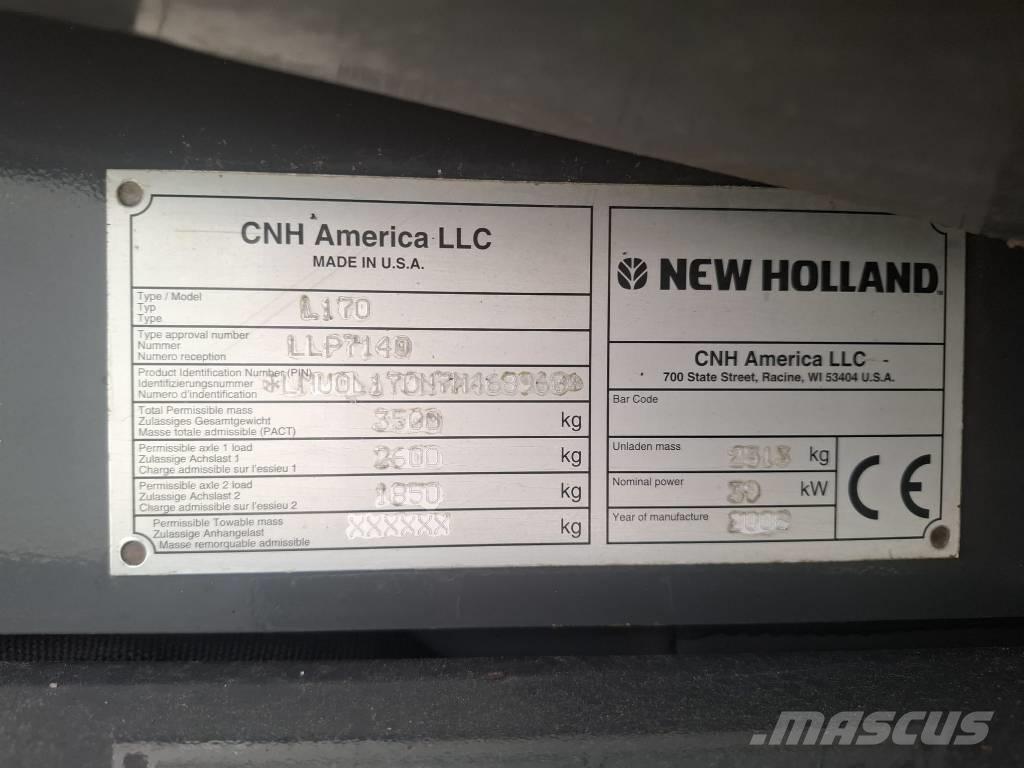 CNH America LLC
MADE IN U.S.A.
Type / Model
Typ
Type
L170
Type approval number
Nummer
Numero reception
LLP7140
Product Identification Number (PIN)
Identifizierungsnummer
Numero d'indentification
Total Permissible mass
Zulassiges Gesamtgewicht
Masse totale admissible (PACT)
3500 kg
Permissible axle 1 load
Zulassige Achslast 1
Charge admissible sur l'essieu 1
2600 kg
Permissible axle 2 load
Zulassige Achslast 2
Charge admissible sur l'essieu 2
1850 kg
Permissible Towable mass
Zulassige Anhangelast
Masse remorquable admissible
XXXXXX kg
NEW HOLLAND
CNH America LLC
700 State Street, Racine, WI 53404 U.S.A.
Bar Code
Unladen mass
kg
Nominal power
30 kW
Year of manufacture
CE
MASCUS